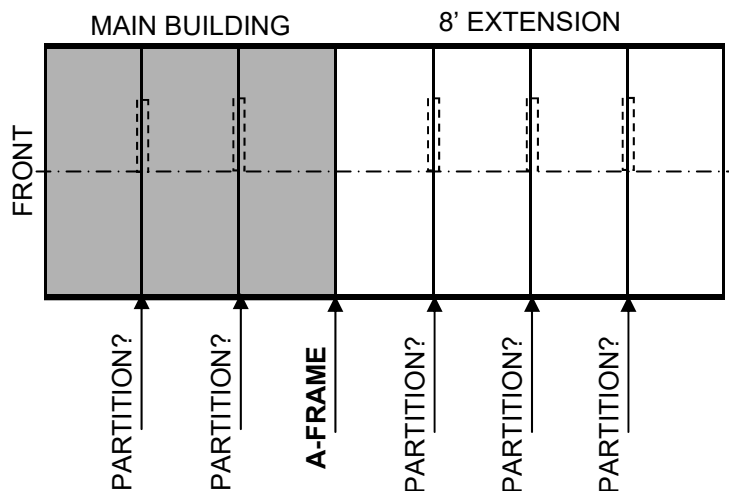 MAIN BUILDING
8’ EXTENSION
FRONT
PARTITION?
PARTITION?
A-FRAME
PARTITION?
PARTITION?
PARTITION?